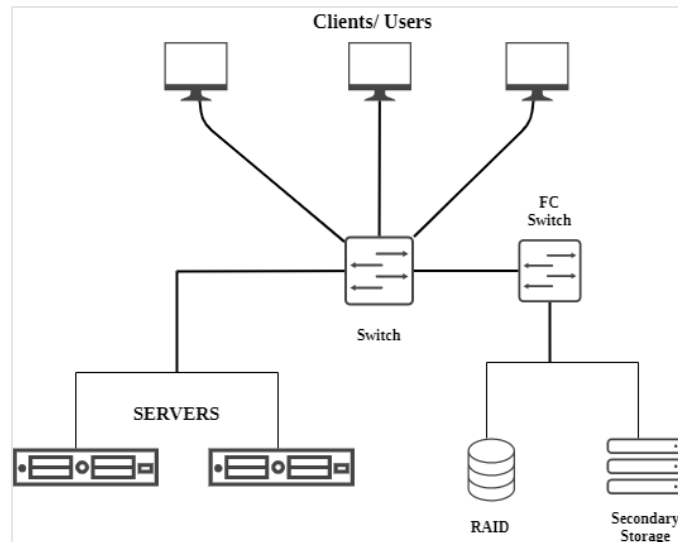 Clients/ Users
FC
Switch
Switch
SERVERS
RAID
Secondary
Storage